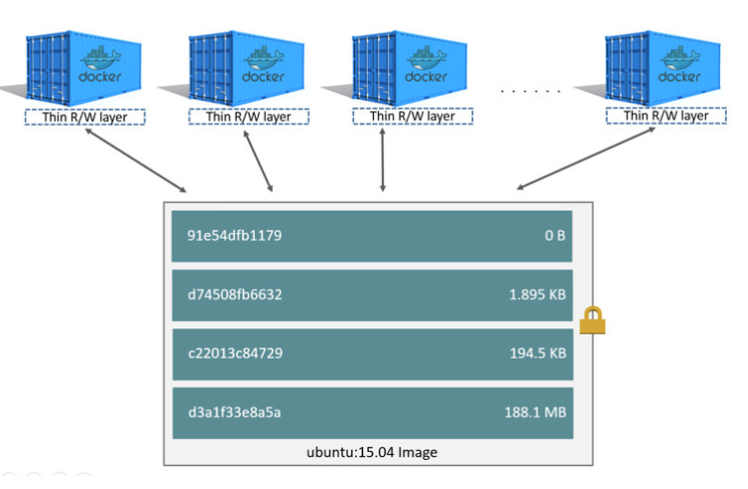 docker docker docker docker
Thin R/W layer Thin R/W layer Thin R/W layer . . . . . . Thin R/W layer
91e54dfb1179 0 B
d74508fb6632 1.895 KB
c22013c84729 194.5 KB
d3a1f33e8a5a 188.1 MB
ubuntu:15.04 Image